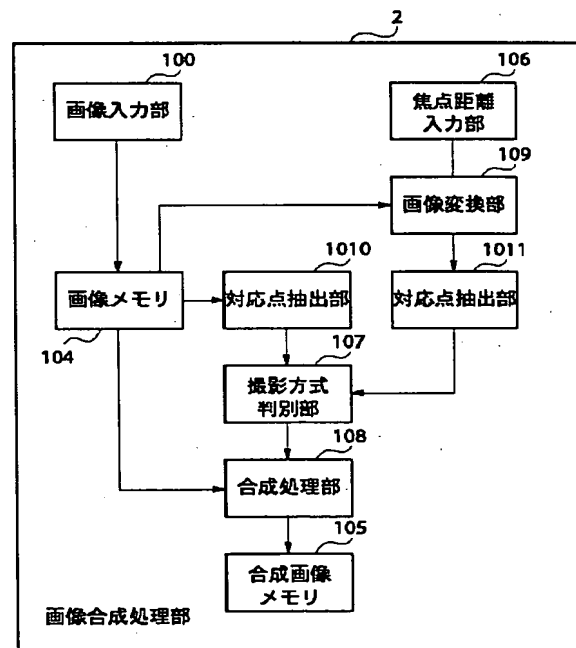 2
100
画像入力部
106
焦点距離
入力部
109
画像変換部
画像メモリ
104
1010
対応点抽出部
1011
対応点抽出部
107
撮影方式
判別部
108
合成処理部
105
合成画像
メモリ
画像合成処理部